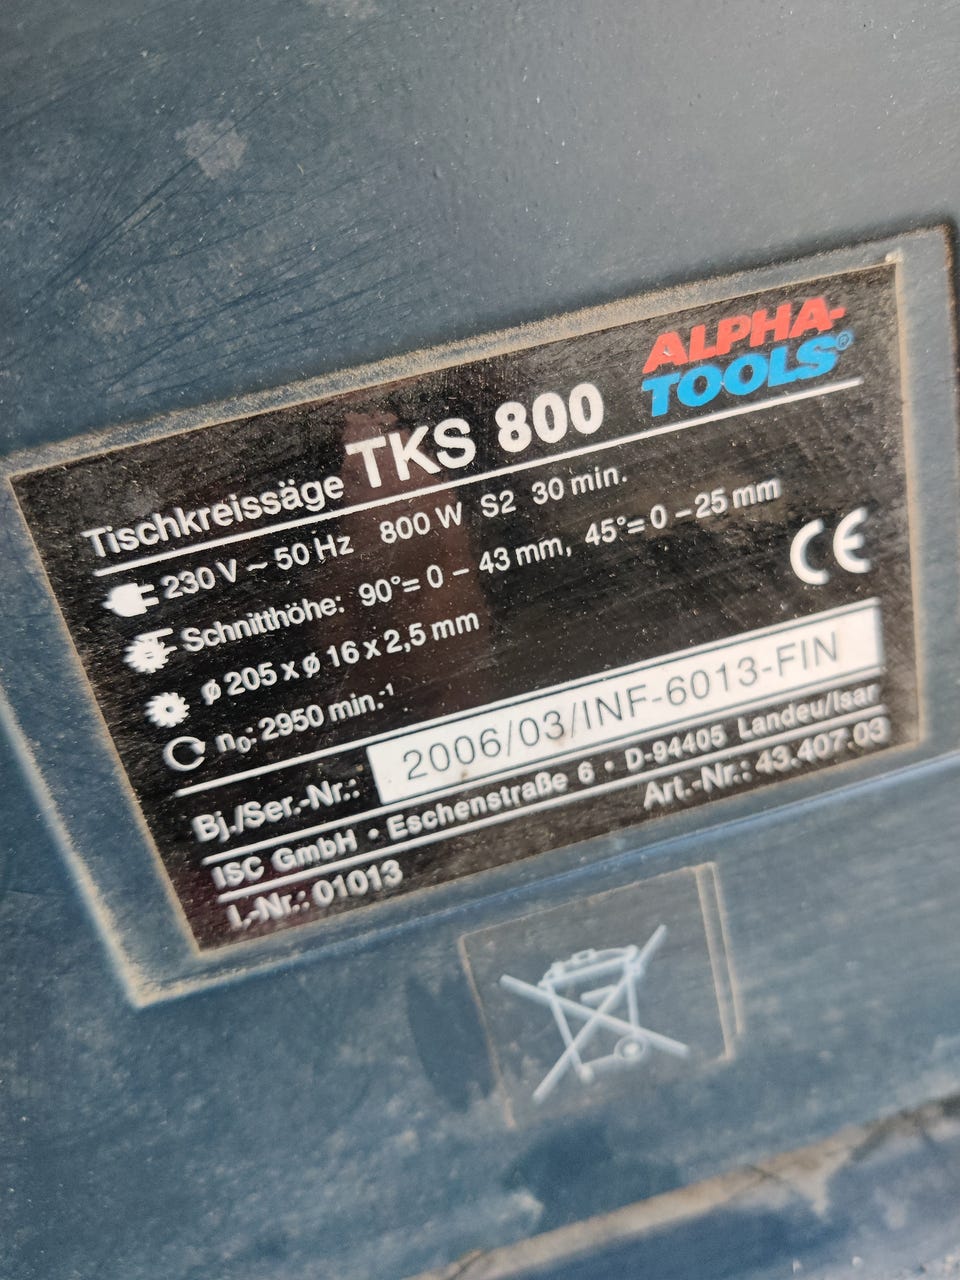 ALPHA-
TOOLS®
Tischkreissäge TKS 800
230 V ~ 50 Hz 800 W S2 30 min.
Schnitthöhe: 90°= 0 – 43 mm, 45°= 0 – 25 mm
ø 205 x ø 16 x 2,5 mm
n₀: 2950 min.⁻¹
CE
Bj./Ser.-Nr.: 2006/03/INF-6013-FIN
ISC GmbH · Eschenstraße 6 · D-94405 Landeu/Isar
I.-Nr.: 01013 Art.-Nr.: 43.407.03